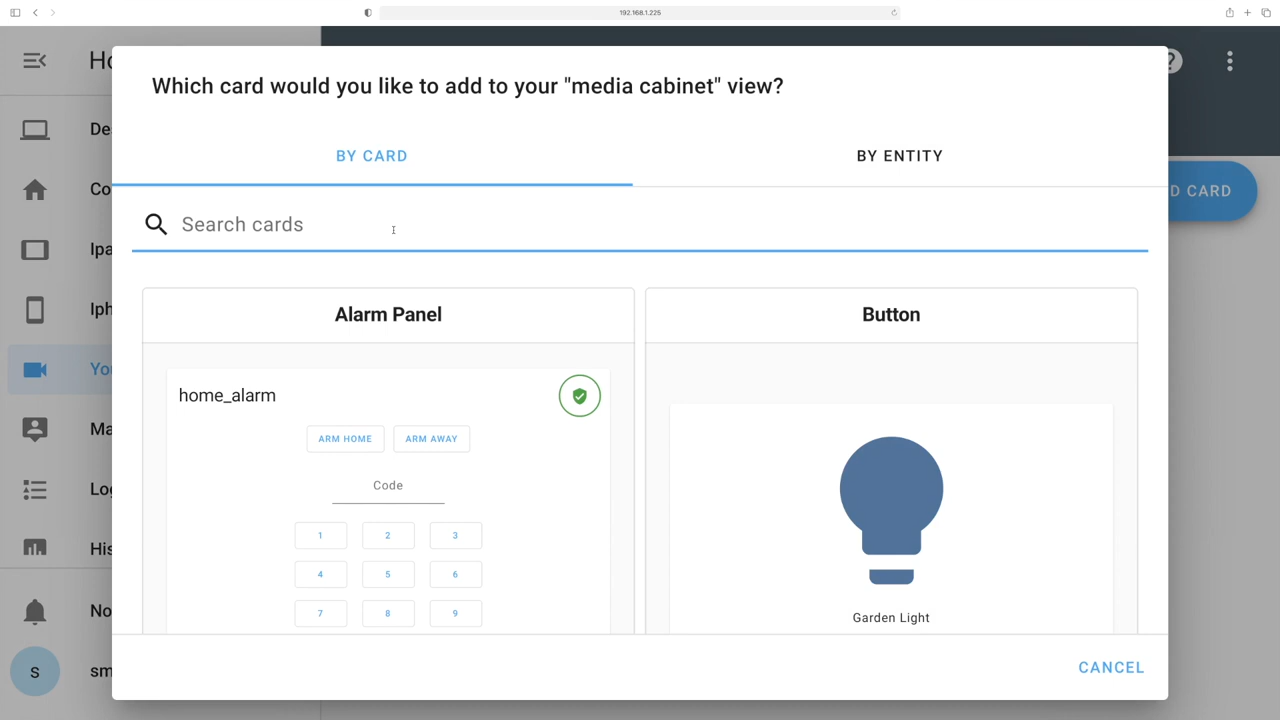 192.168.1.225
Ho
Which card would you like to add to your "media cabinet" view?
De
BY CARD
BY ENTITY
Co
D CARD
Search cards
Ipa
Iph
Alarm Panel
Button
You
home_alarm
Ma
ARM HOME
ARM AWAY
Log
Code
1
2
3
His
4
5
6
No
7
8
9
Garden Light
S
sm
CANCEL